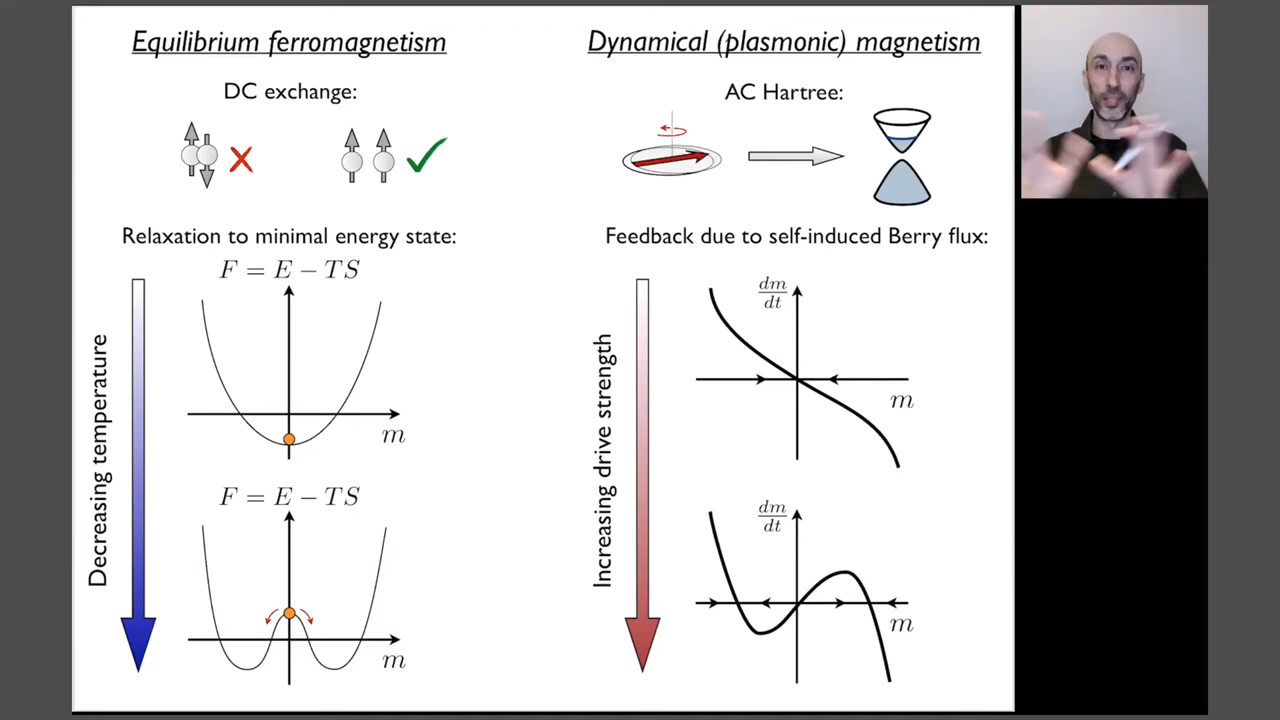 Equilibrium ferromagnetism
DC exchange:
Relaxation to minimal energy state:
Decreasing temperature
F = E − TS
m
F = E − TS
m
Dynamical (plasmonic) magnetism
AC Hartree:
Feedback due to self-induced Berry flux:
Increasing drive strength
dm
dt
m
dm
dt
m